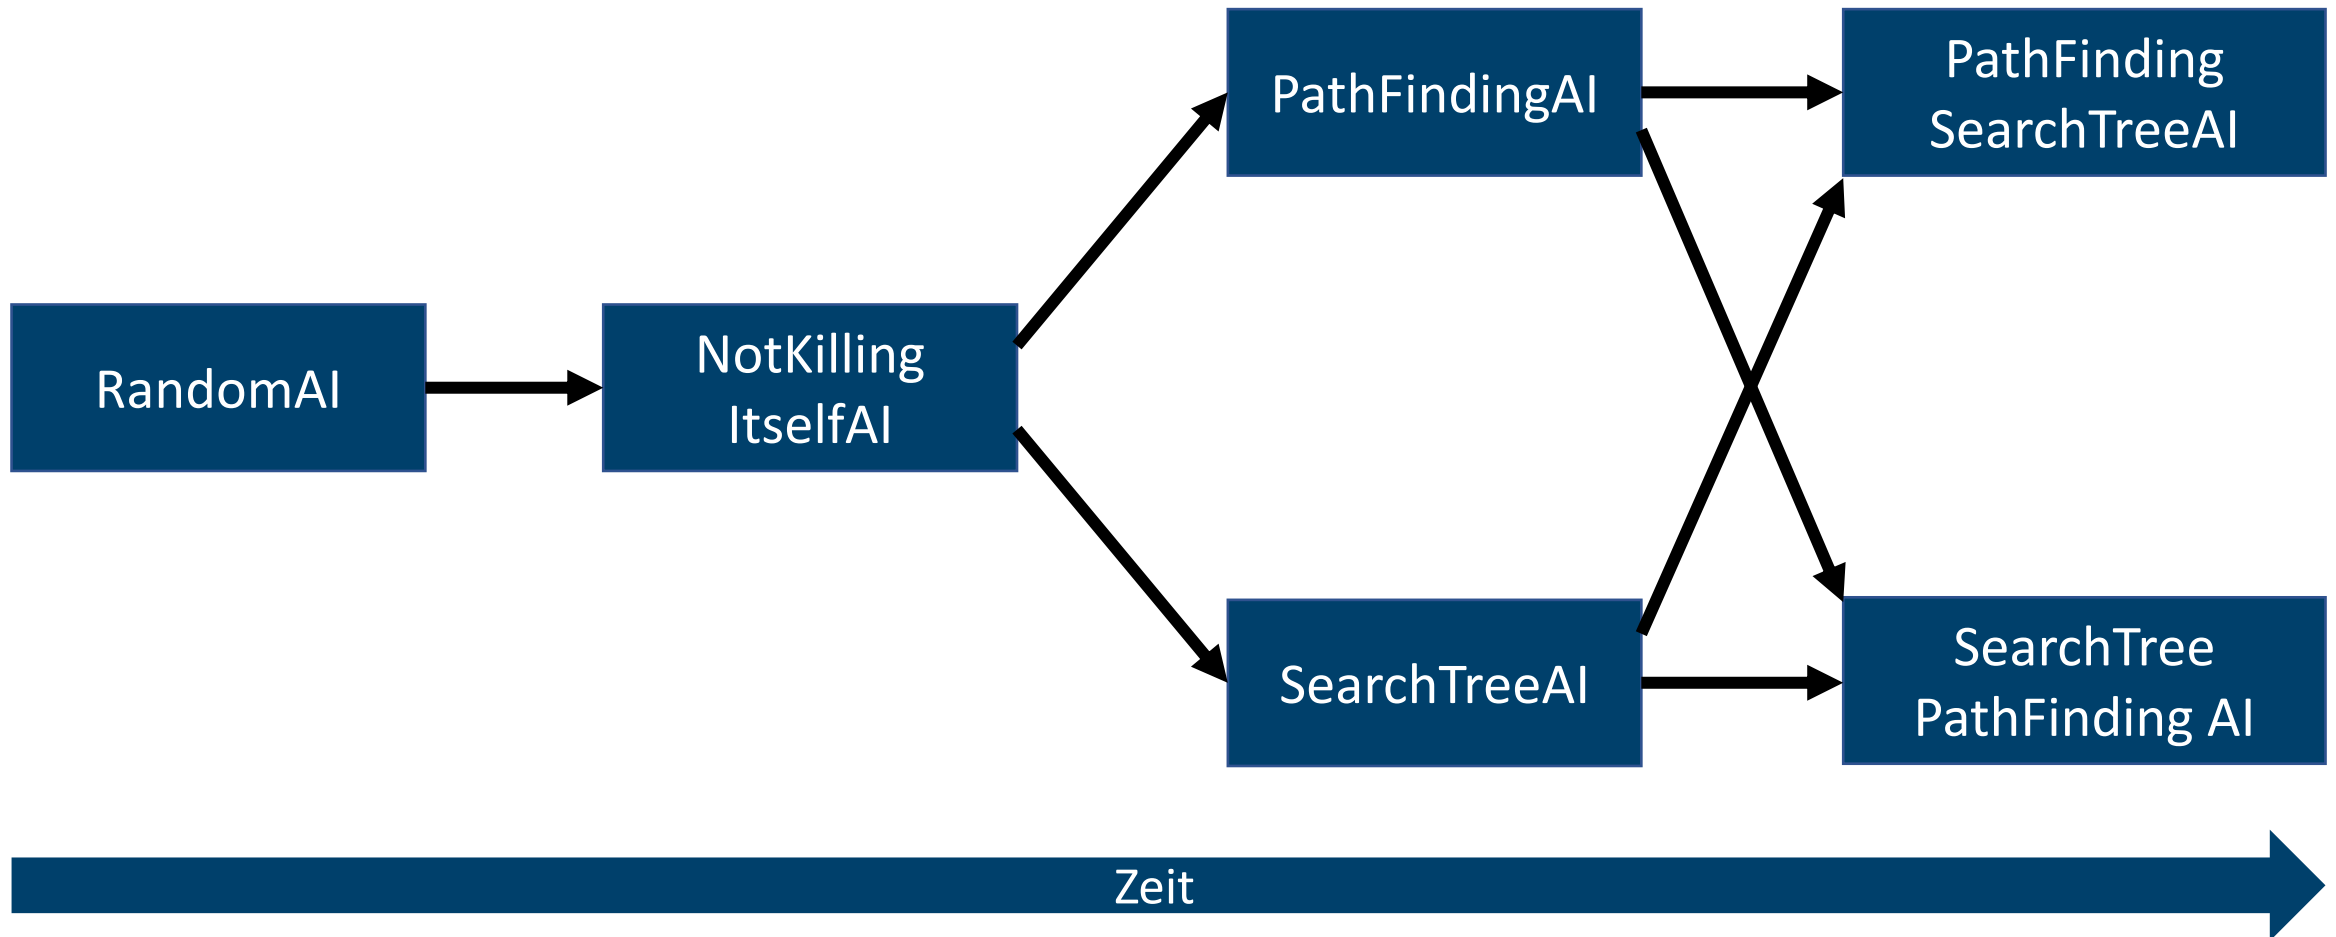 RandomAI
NotKilling
ItselfAI
PathFindingAI
SearchTreeAI
PathFinding
SearchTreeAI
SearchTree
PathFinding AI
Zeit